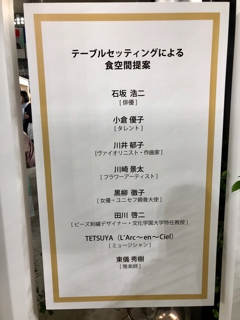 テーブルセッティングによる
食空間提案
石坂 浩二
[ 俳優 ]
小倉 優子
[ タレント ]
川井 郁子
[ヴァイオリニスト・作曲家 ]
川崎 景太
[ フラワーアーティスト ]
黒柳 徹子
[ 女優・ユニセフ親善大使 ]
田川 啓二
[ ビーズ刺繍デザイナー・文化学園大学特任教授 ]
TETSUYA（L'Arc〜en〜Ciel）
[ ミュージシャン ]
東儀 秀樹
[ 雅楽師 ]